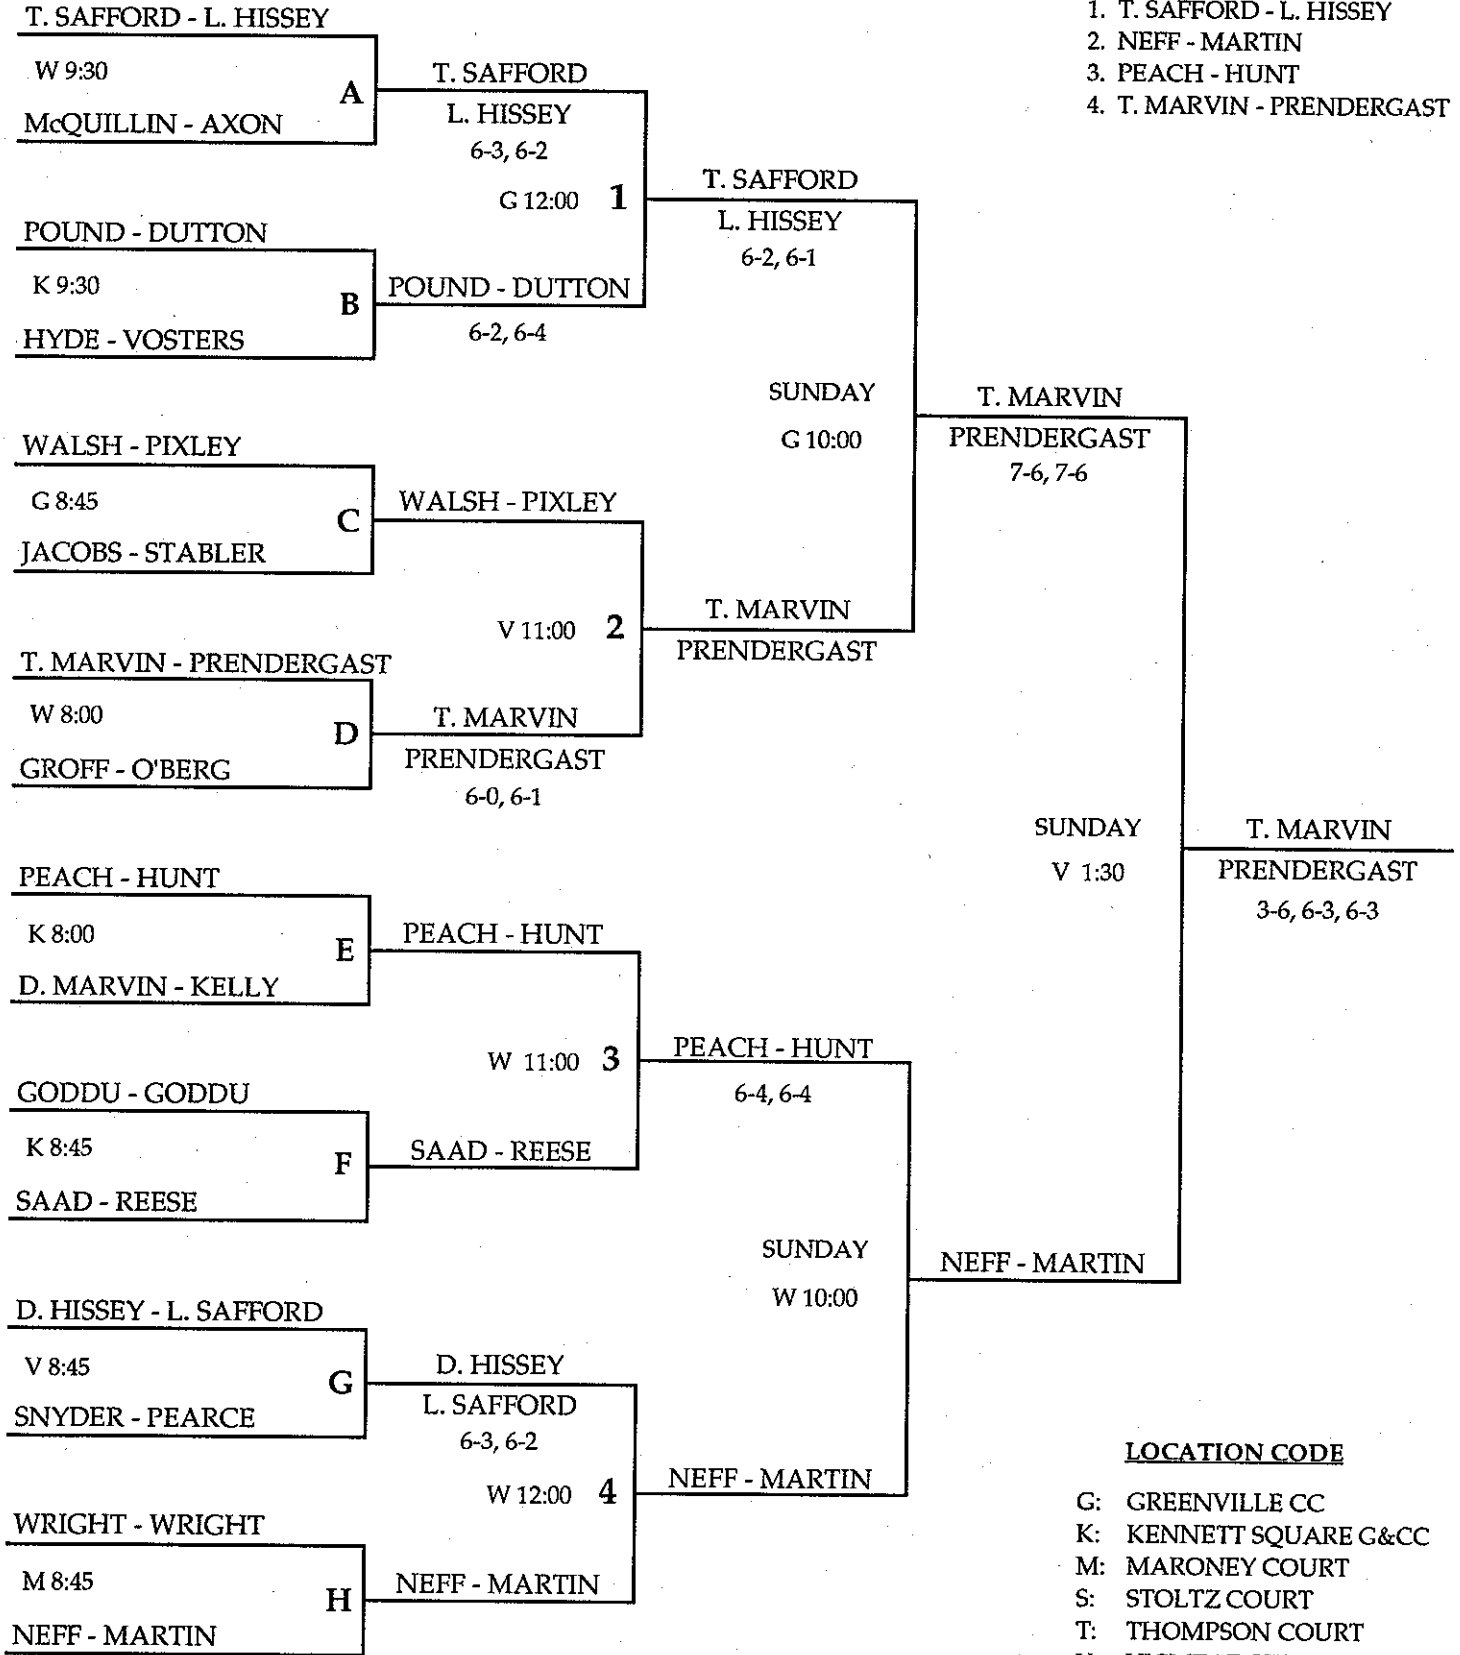 T. SAFFORD - L. HISSEY
W 9:30
A
McQUILLIN - AXON
T. SAFFORD
L. HISSEY
6-3, 6-2
G 12:00 1
POUND - DUTTON
K 9:30
B
HYDE - VOSTERS
POUND - DUTTON
6-2, 6-4
T. SAFFORD
L. HISSEY
6-2, 6-1
WALSH - PIXLEY
G 8:45
C
JACOBS - STABLER
WALSH - PIXLEY
V 11:00 2
T. MARVIN - PRENDERGAST
W 8:00
D
GROFF - O'BERG
T. MARVIN
PRENDERGAST
6-0, 6-1
T. MARVIN
PRENDERGAST
SUNDAY
G 10:00
T. MARVIN
PRENDERGAST
7-6, 7-6
PEACH - HUNT
K 8:00
E
D. MARVIN - KELLY
PEACH - HUNT
W 11:00 3
GODDU - GODDU
K 8:45
F
SAAD - REESE
SAAD - REESE
PEACH - HUNT
6-4, 6-4
D. HISSEY - L. SAFFORD
V 8:45
G
SNYDER - PEARCE
D. HISSEY
L. SAFFORD
6-3, 6-2
W 12:00 4
WRIGHT - WRIGHT
M 8:45
H
NEFF - MARTIN
NEFF - MARTIN
NEFF - MARTIN
SUNDAY
W 10:00
NEFF - MARTIN
SUNDAY
V 1:30
T. MARVIN
PRENDERGAST
3-6, 6-3, 6-3
1. T. SAFFORD - L. HISSEY
2. NEFF - MARTIN
3. PEACH - HUNT
4. T. MARVIN - PRENDERGAST
LOCATION CODE
G: GREENVILLE CC
K: KENNETT SQUARE G&CC
M: MARONEY COURT
S: STOLTZ COURT
T: THOMPSON COURT